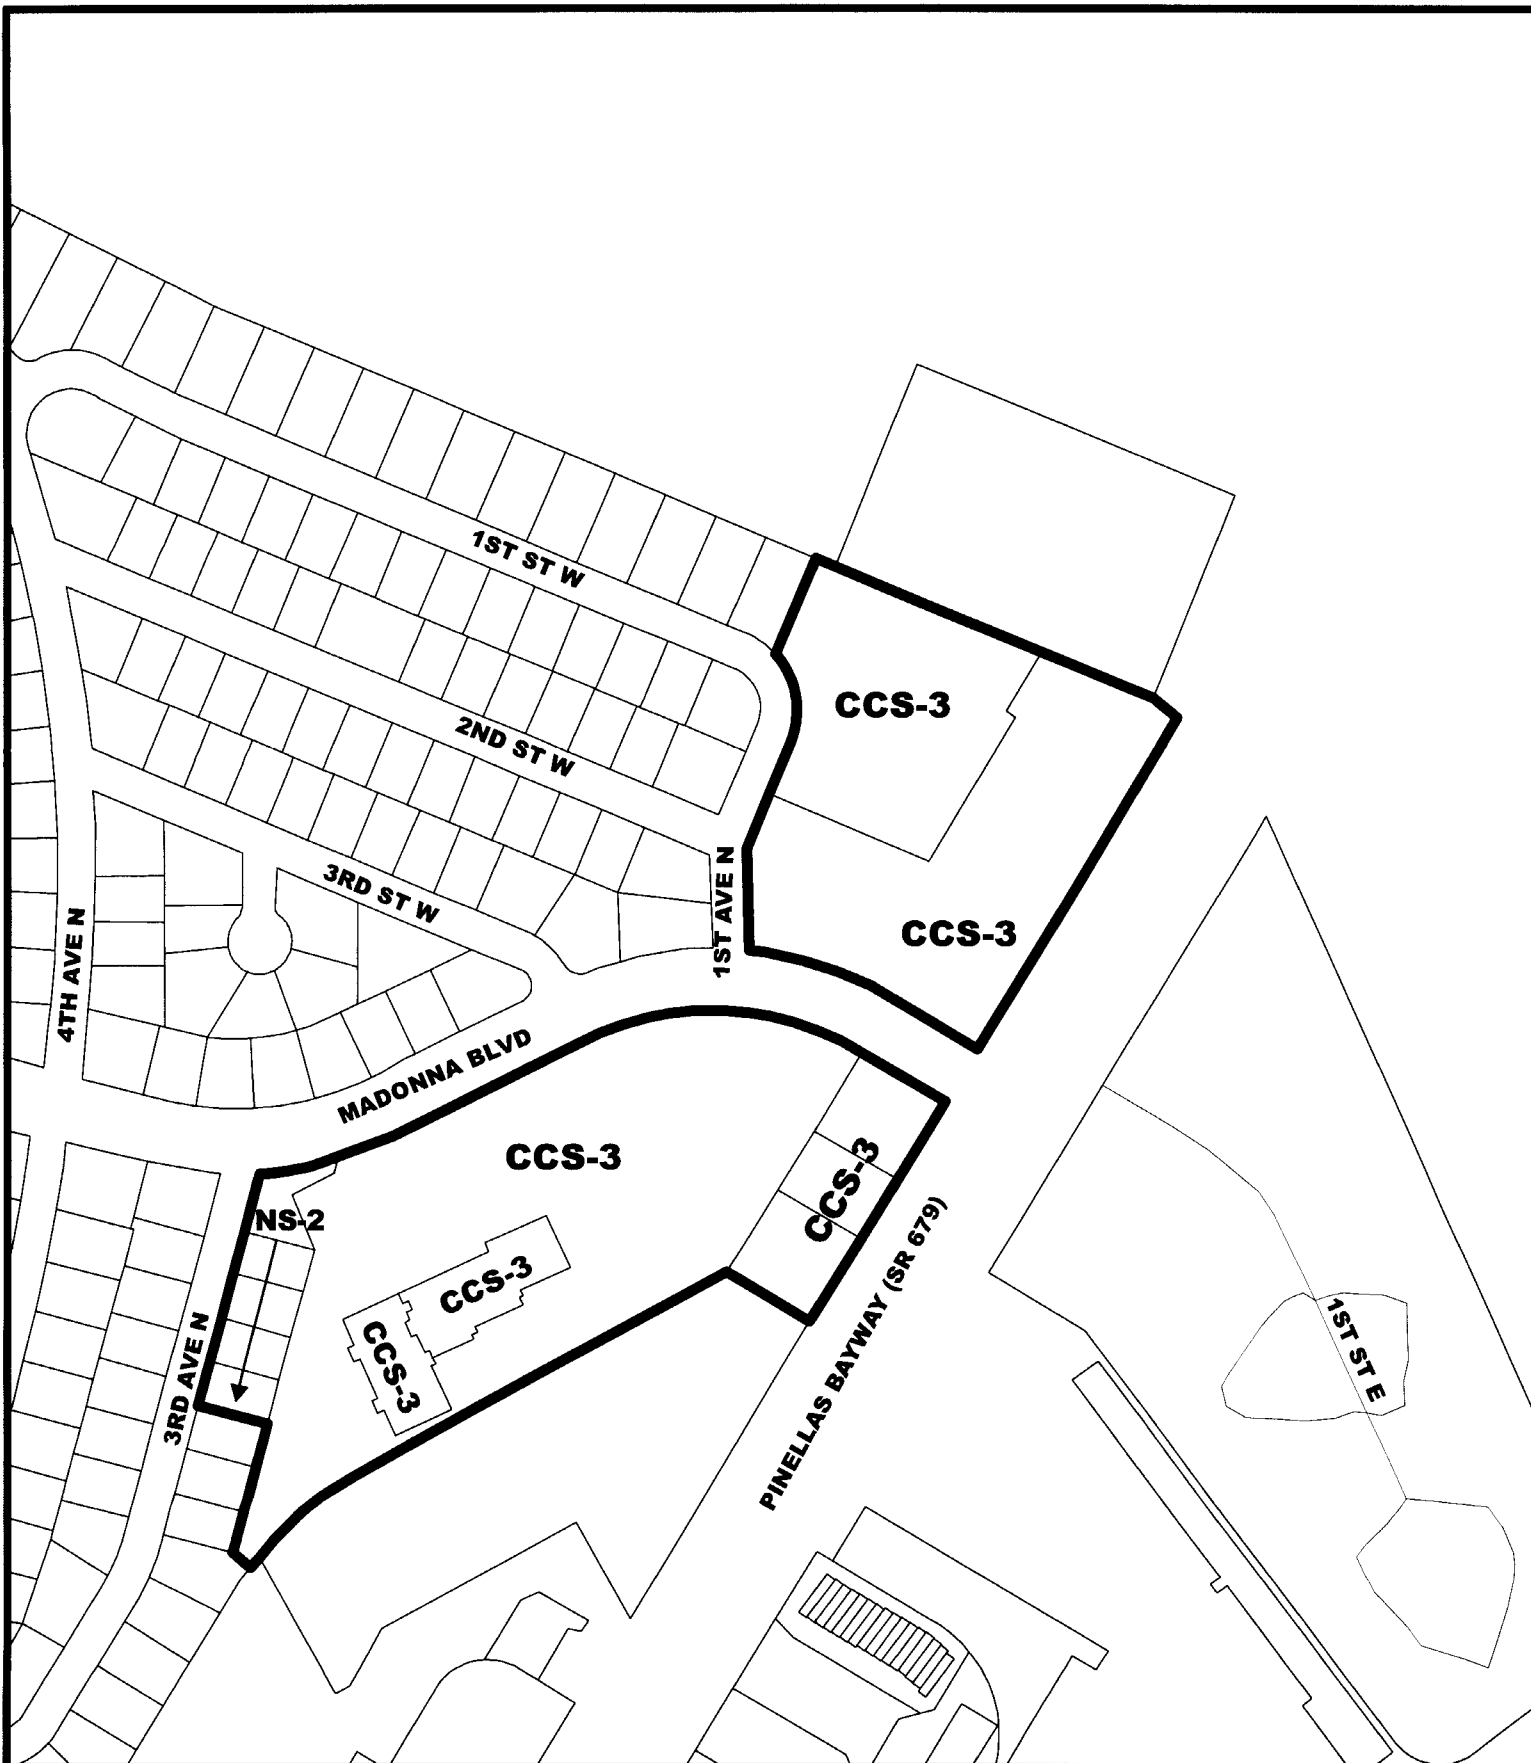 1ST ST W
CCS-3
2ND ST W
3RD ST W
1ST AVE N
CCS-3
4TH AVE N
MADONNA BLVD
CCS-3
CCS-3
NS-2
CCS-3
CCS-3
3RD AVE N
PINELLAS BAYWAY (SR 679)
1ST ST E